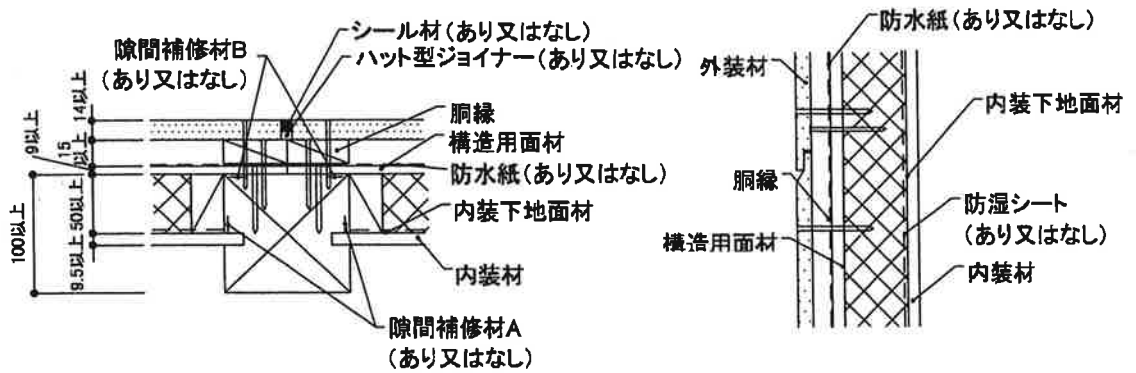 シール材(あり又はなし)
隙間補修材B
(あり又はなし)
ハット型ジョイナー(あり又はなし)
胴縁
構造用面材
防水紙(あり又はなし)
内装下地面材
内装材
隙間補修材A
(あり又はなし)
14以上
15
以上
9以上
50以上
9.5以上
100以上
防水紙(あり又はなし)
外装材
内装下地面材
胴縁
防湿シート
(あり又はなし)
構造用面材
内装材